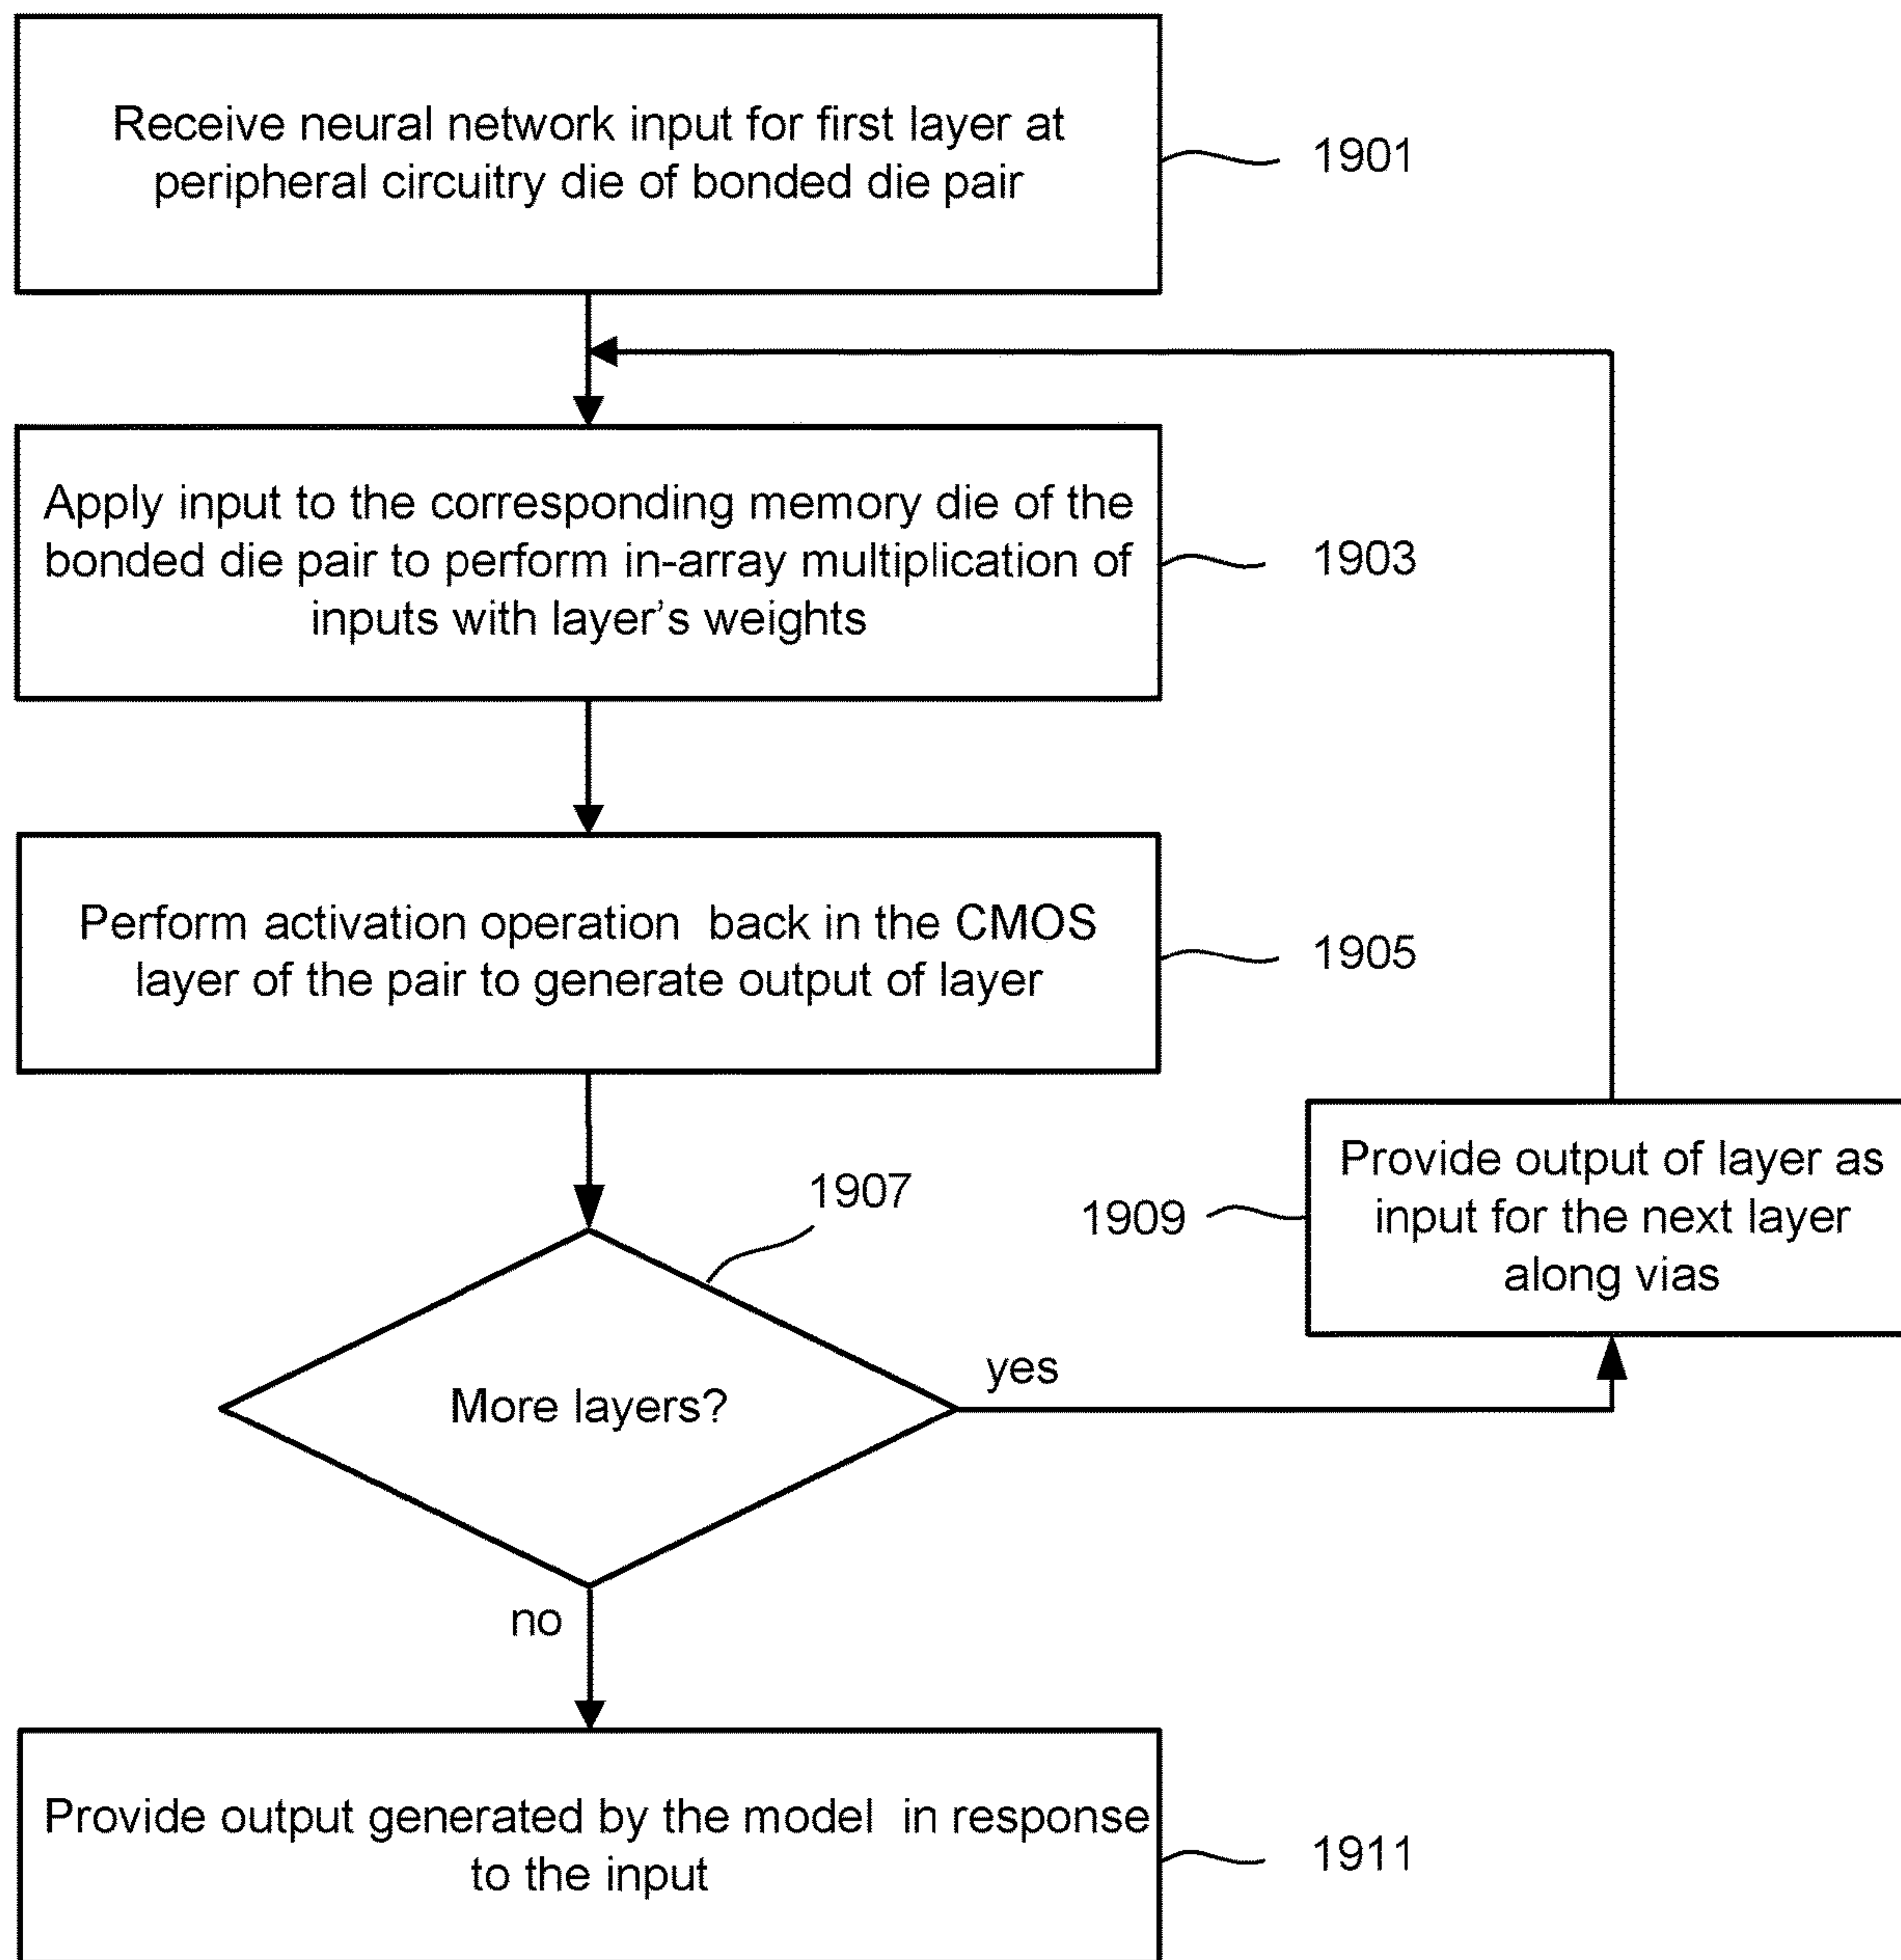 Receive neural network input for first layer at
peripheral circuitry die of bonded die pair
1901
Apply input to the corresponding memory die of the
bonded die pair to perform in-array multiplication of
inputs with layer's weights
1903
Perform activation operation back in the CMOS
layer of the pair to generate output of layer
1905
1907
More layers?
yes
no
1909
Provide output of layer as
input for the next layer
along vias
Provide output generated by the model in response
to the input
1911